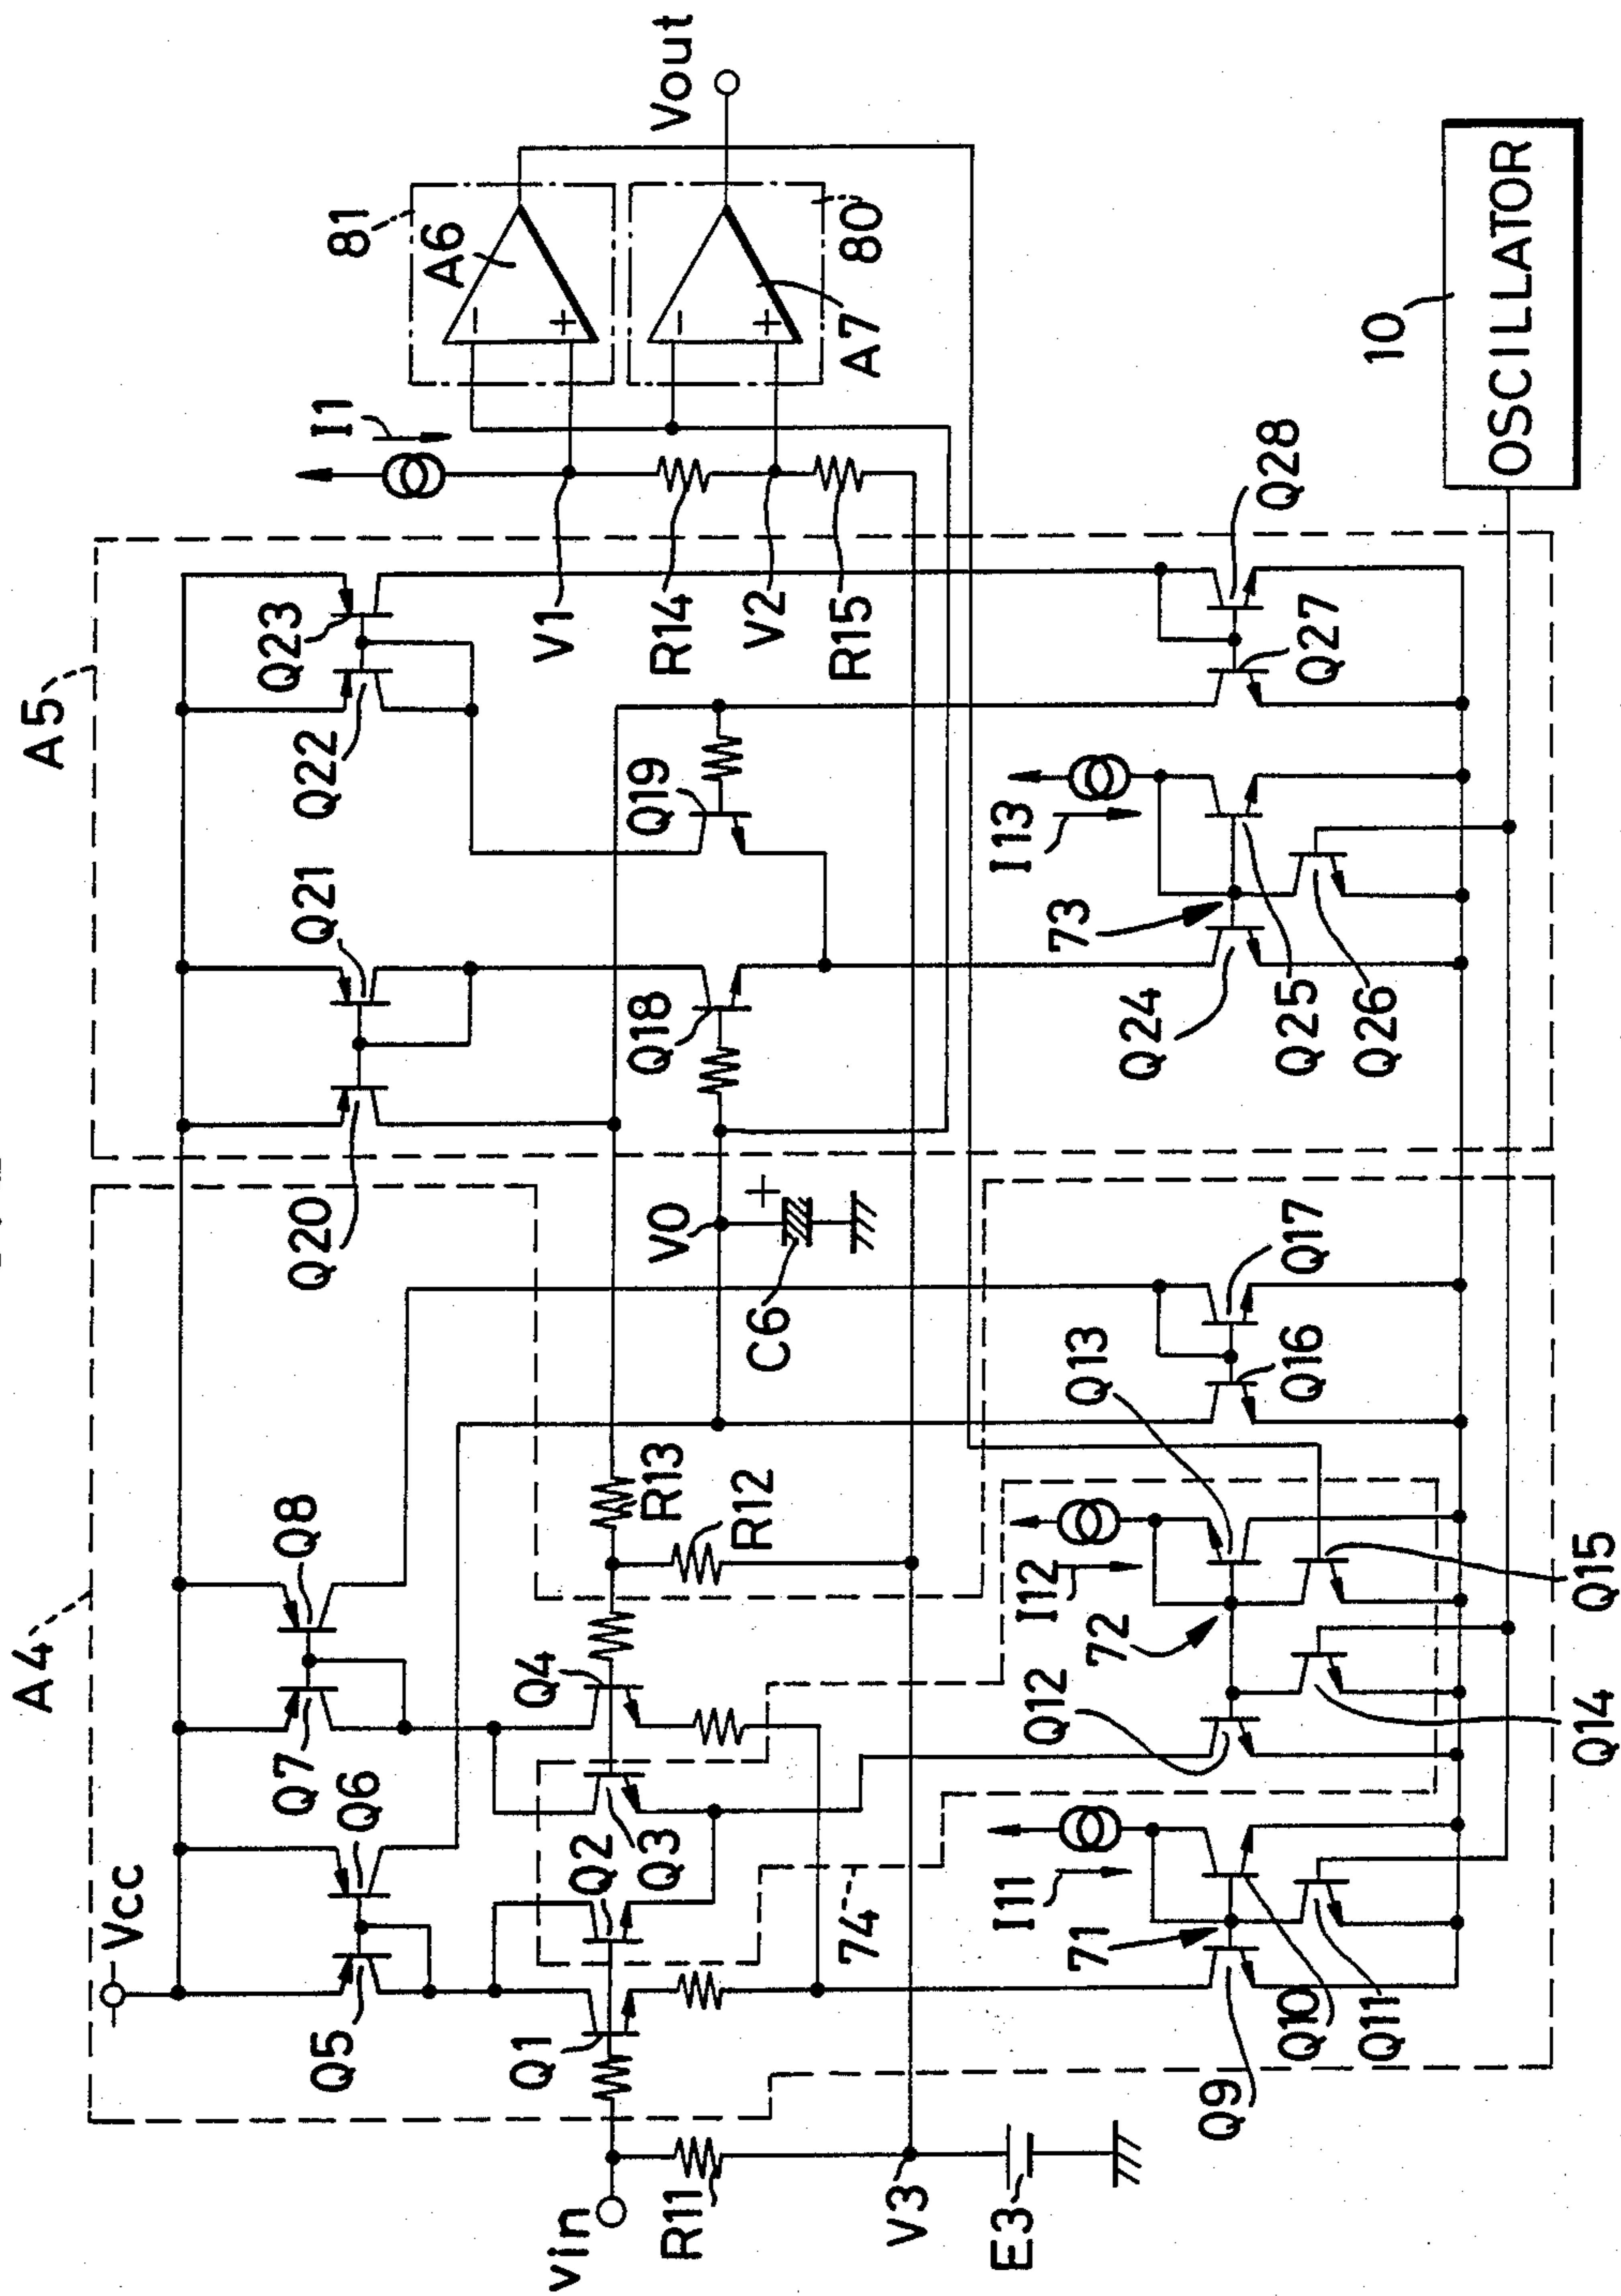 A4
A5
Vcc
Q5
Q7
Q6
Q8
Q20
Q21
Q22
Q23
I1
81
A6
−
+
Vout
vin
Q1
Q2
Q3
Q4
R13
R12
V0
+
C6
Q18
Q19
V1
R14
V2
R15
−
+
A7
80
R11
V3
E3
74
I11
71
Q9
Q10
Q11
Q12
72
I12
Q13
Q14
Q15
Q16
Q17
73
I13
Q24
Q25
Q26
Q27
Q28
10
OSCILLATOR